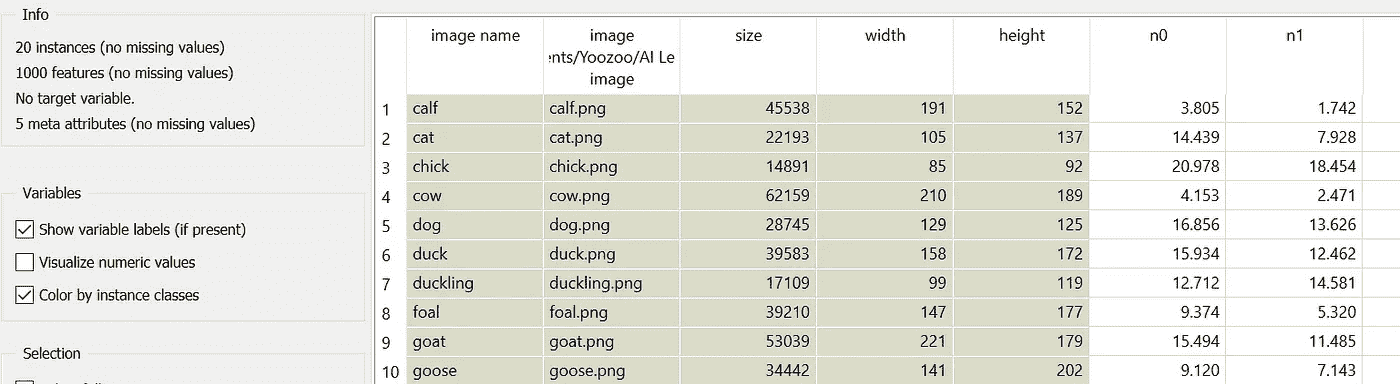 Info
20 instances (no missing values)
1000 features (no missing values)
No target variable.
5 meta attributes (no missing values)
Variables
Show variable labels (if present)
Visualize numeric values
Color by instance classes
Selection
image name image size width height n0 n1
ents/Yoozoo/AI Le
image
1 calf calf.png 45538 191 152 3.805 1.742
2 cat cat.png 22193 105 137 14.439 7.928
3 chick chick.png 14891 85 92 20.978 18.454
4 cow cow.png 62159 210 189 4.153 2.471
5 dog dog.png 28745 129 125 16.856 13.626
6 duck duck.png 39583 158 172 15.934 12.462
7 duckling duckling.png 17109 99 119 12.712 14.581
8 foal foal.png 39210 147 177 9.374 5.320
9 goat goat.png 53039 221 179 15.494 11.485
10 goose goose.png 34442 141 202 9.120 7.143